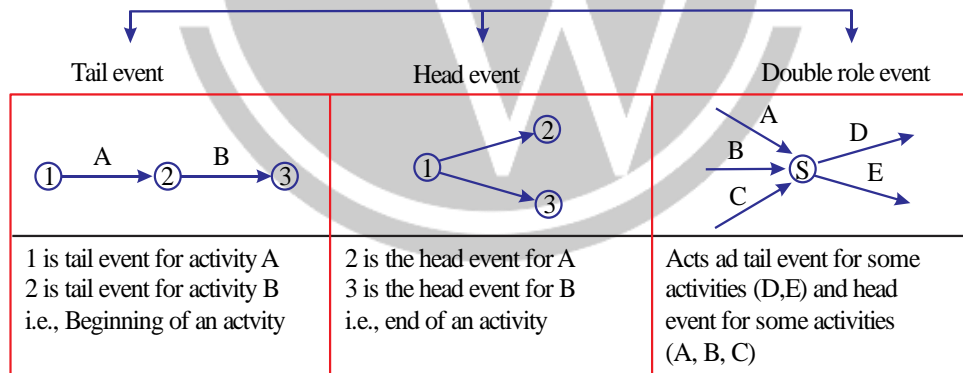 Tail event
Head event
Double role event
1 A 2 B 3
1 2 3
A B C S D E
1 is tail event for activity A
2 is tail event for activity B
i.e., Beginning of an actvity
2 is the head event for A
3 is the head event for B
i.e., end of an activity
Acts ad tail event for some
activities (D,E) and head
event for some activities
(A, B, C)